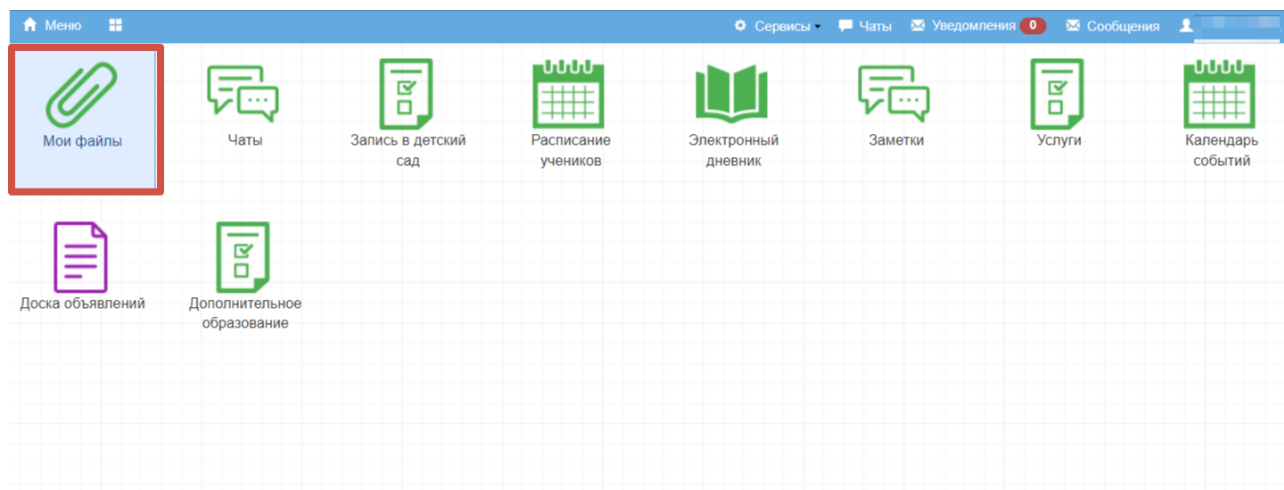 Меню
Сервисы
Чаты
Уведомления 0
Сообщения
Мои файлы
Чаты
Запись в детский
сад
Расписание
учеников
Электронный
дневник
Заметки
Услуги
Календарь
событий
Доска объявлений
Дополнительное
образование